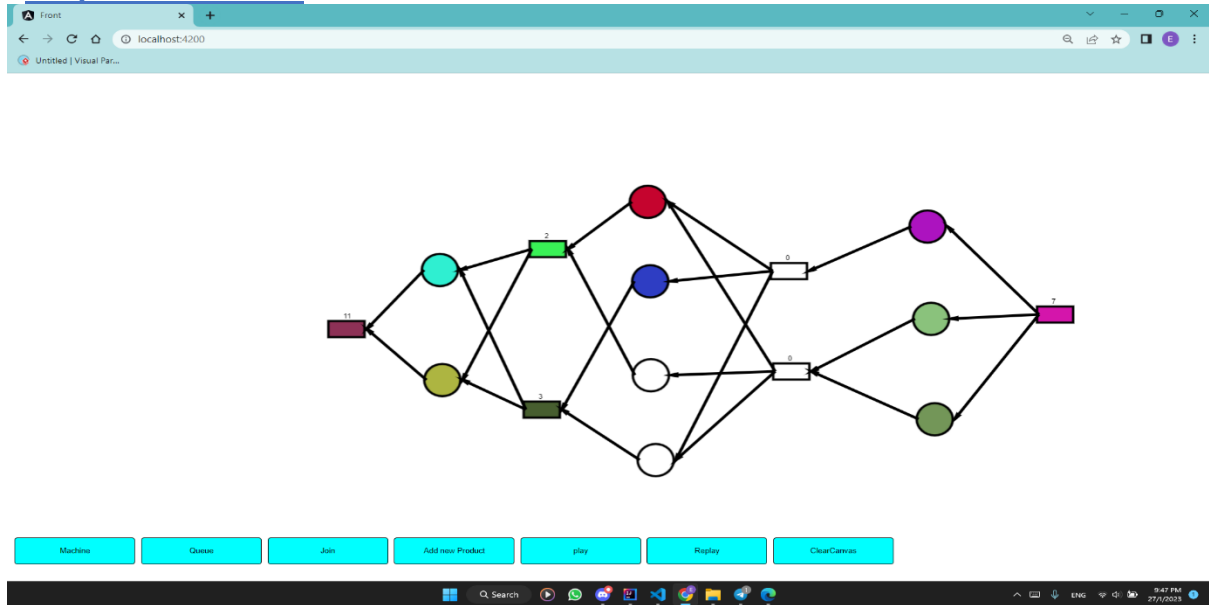 Front
localhost:4200
E
Untitled | Visual Par...
2
0
7
11
0
3
Machine
Queue
Join
Add new Product
play
Replay
ClearCanvas
Search
ENG
9:47 PM
27/1/2023